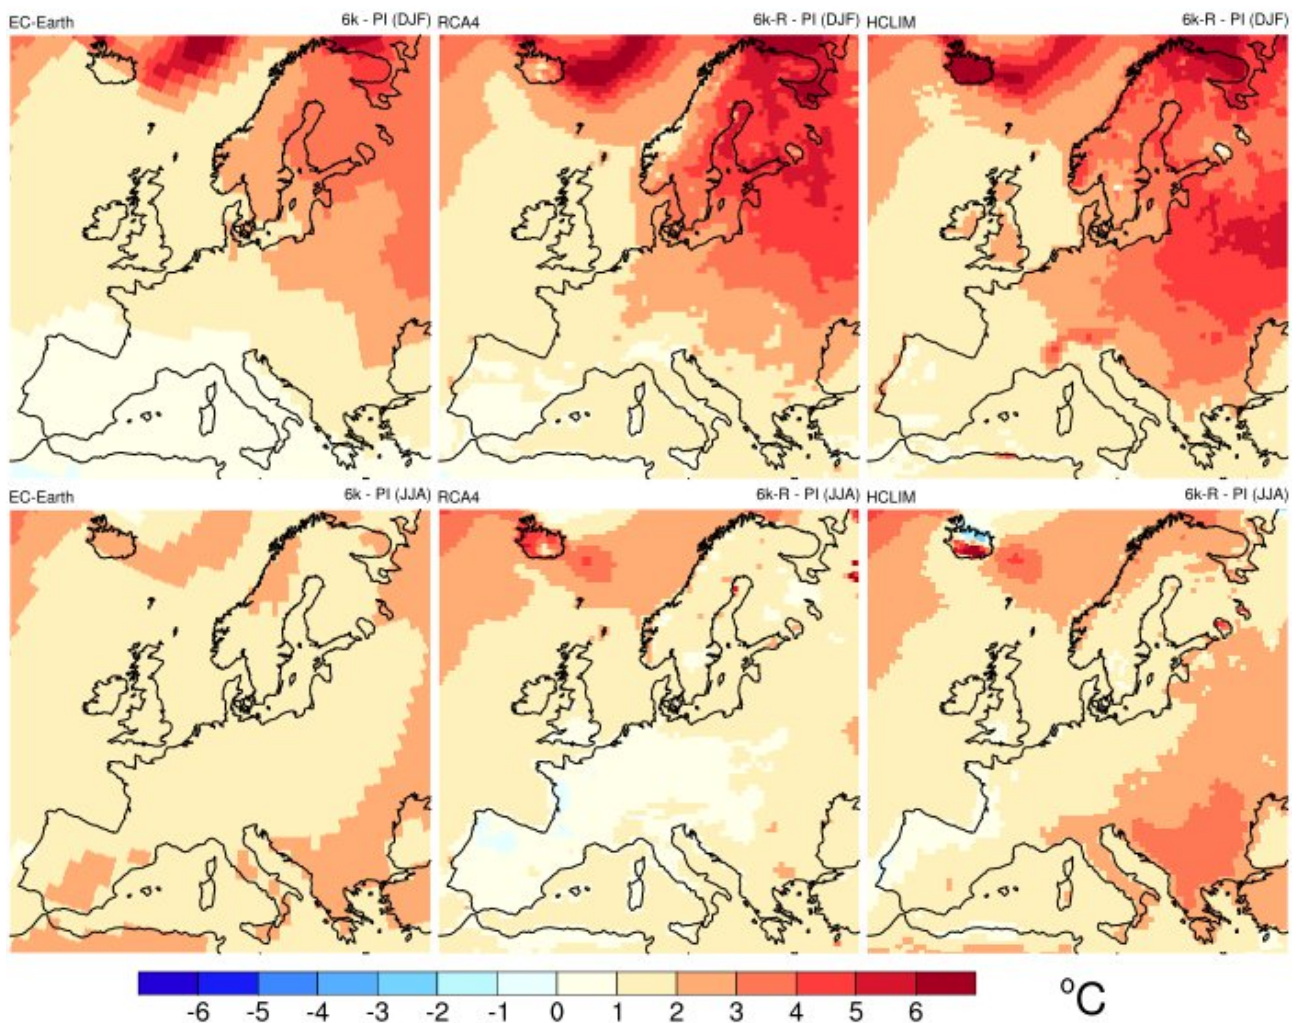 EC-Earth 6k - PI (DJF) RCA4 6k-R - PI (DJF) HCLIM 6k-R - PI (DJF)
EC-Earth 6k - PI (JJA) RCA4 6k-R - PI (JJA) HCLIM 6k-R - PI (JJA)
-6 -5 -4 -3 -2 -1 0 1 2 3 4 5 6 °C